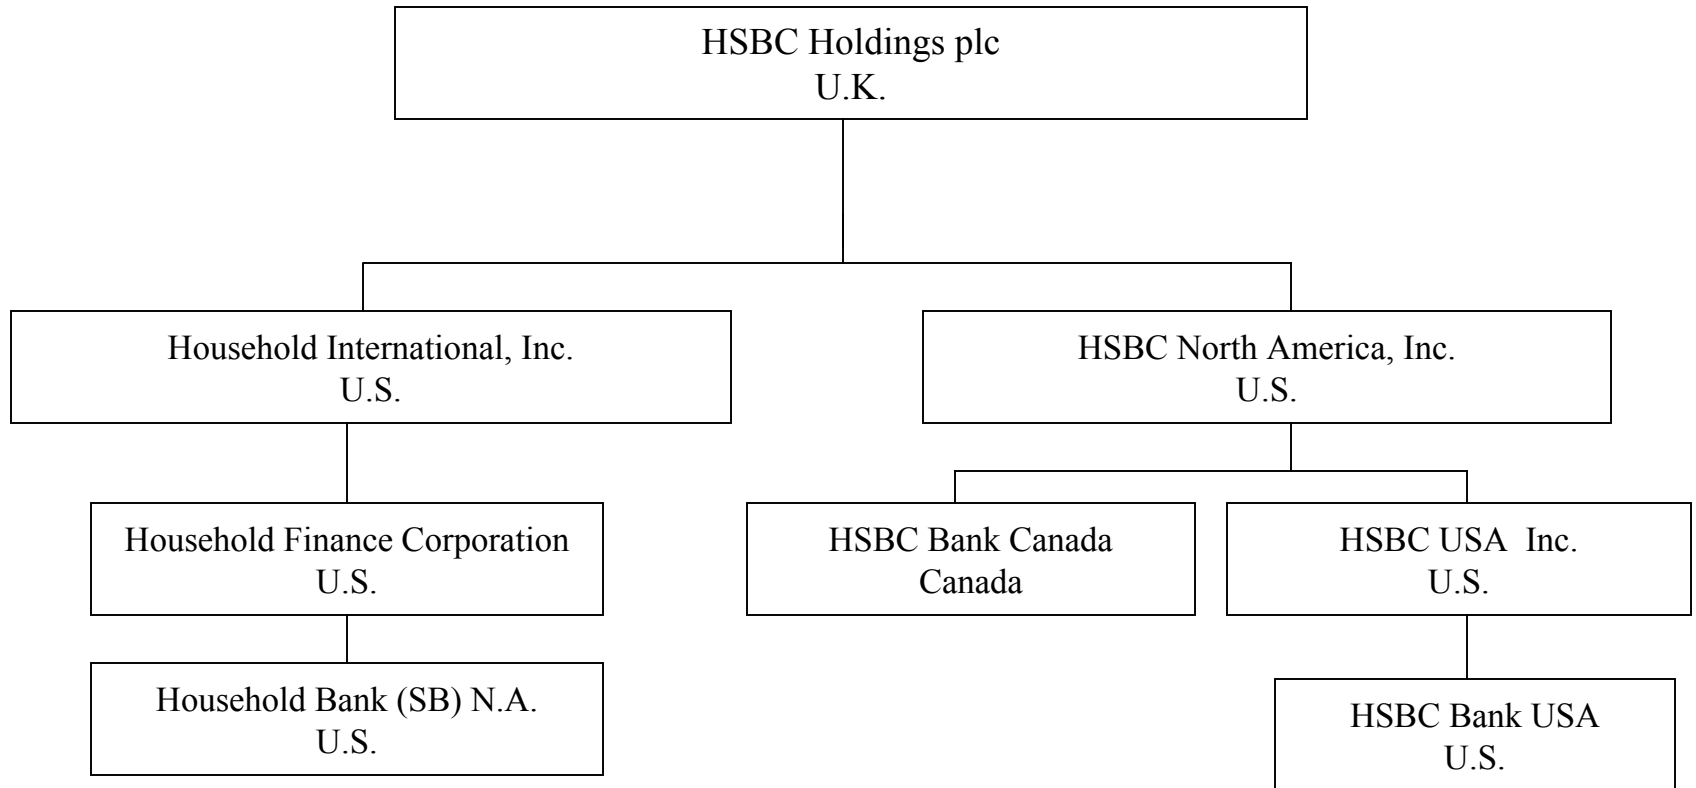 HSBC Holdings plc
U.K.
Household International, Inc.
U.S.
HSBC North America, Inc.
U.S.
Household Finance Corporation
U.S.
HSBC Bank Canada
Canada
HSBC USA  Inc.
U.S.
Household Bank (SB) N.A.
U.S.
HSBC Bank USA
U.S.